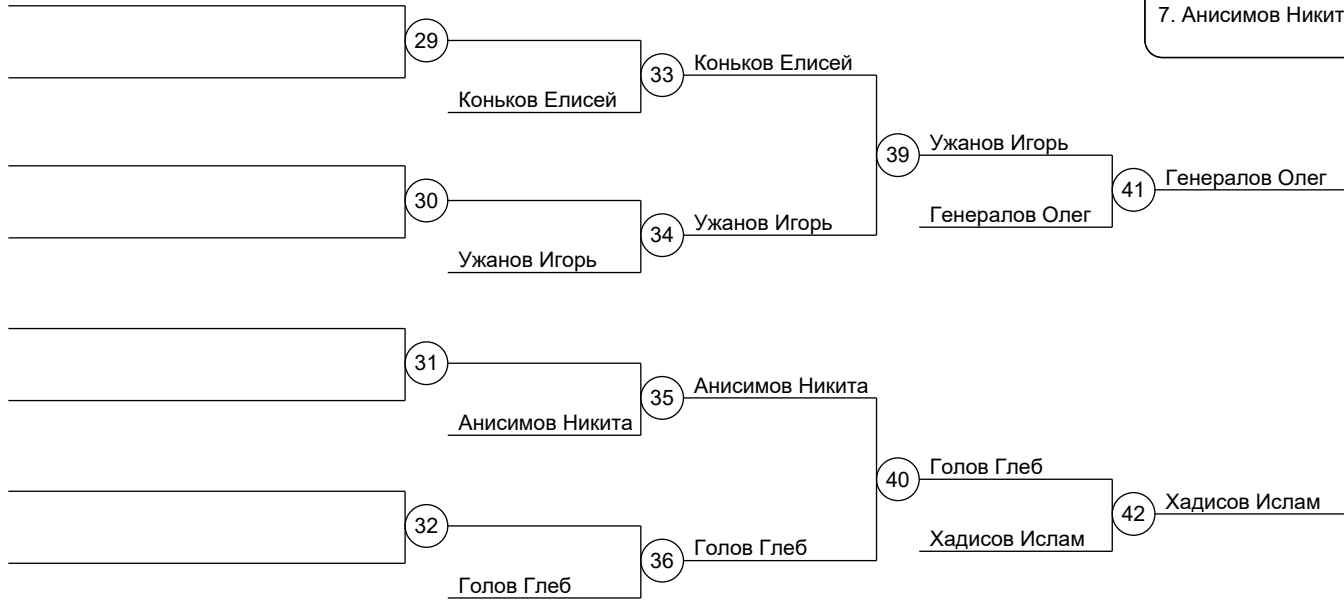 7. Анисимов Никит
29
33
Коньков Елисей
Коньков Елисей
39
Ужанов Игорь
41
Генералов Олег
30
34
Ужанов Игорь
Генералов Олег
Ужанов Игорь
31
35
Анисимов Никита
Анисимов Никита
40
Голов Глеб
42
Хадисов Ислам
32
36
Голов Глеб
Хадисов Ислам
Голов Глеб